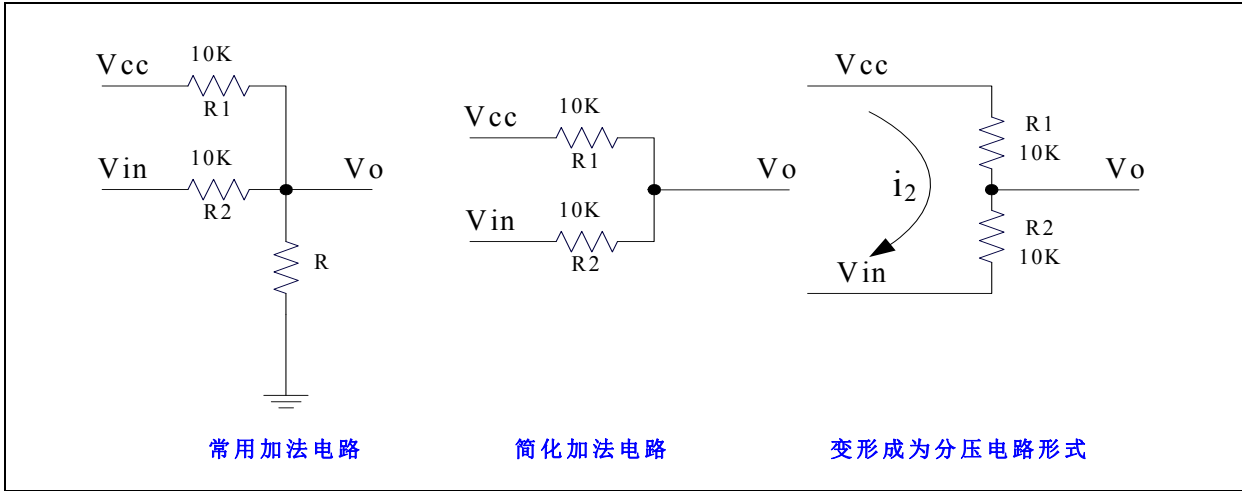 10K
Vcc
R1
10K
Vin
Vo
R2
R
常用加法电路
10K
Vcc
R1
Vo
10K
Vin
R2
简化加法电路
Vcc
R1
10K
Vo
i₂
R2
10K
Vin
变形成为分压电路形式